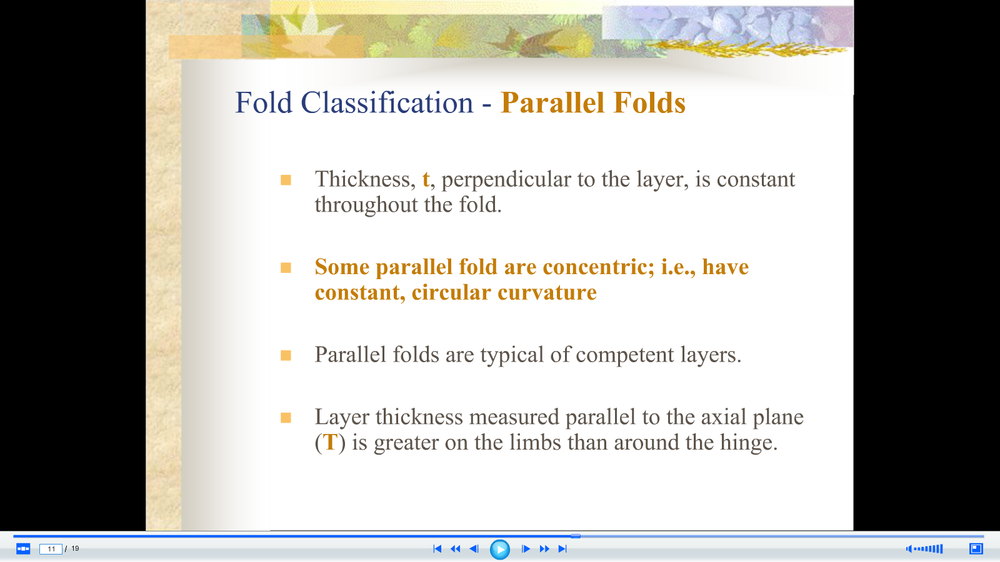 Fold Classification - Parallel Folds
Thickness, t, perpendicular to the layer, is constant
throughout the fold.
Some parallel fold are concentric; i.e., have
constant, circular curvature
Parallel folds are typical of competent layers.
Layer thickness measured parallel to the axial plane
(T) is greater on the limbs than around the hinge.
11 / 19